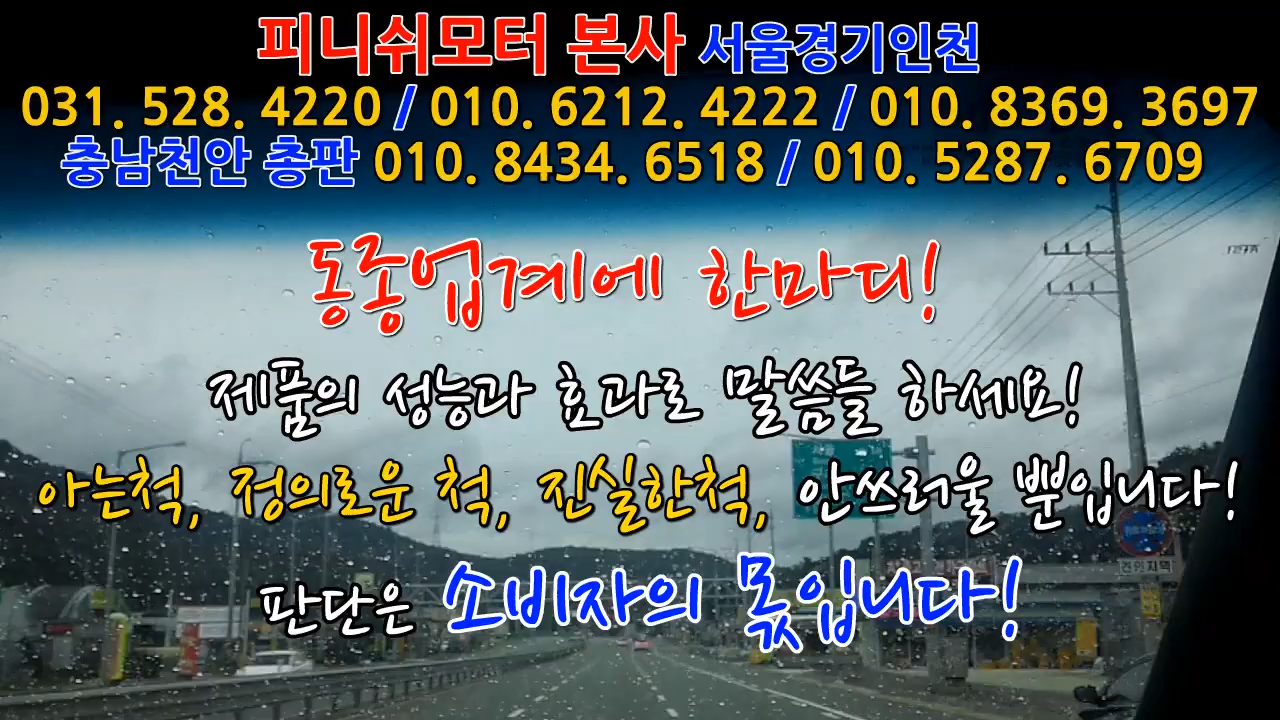 피니쉬모터 본사 서울경기인천
031. 528. 4220 / 010. 6212. 4222 / 010. 8369. 3697
충남천안 총판 010. 8434. 6518 / 010. 5287. 6709
동종업계에 한마디!
제품의 성능과 효과로 말씀들 하세요!
아는척, 정의로운 척, 진실한척, 안쓰러울 뿐입니다!
판단은 소비자의 몫입니다!
견인지역